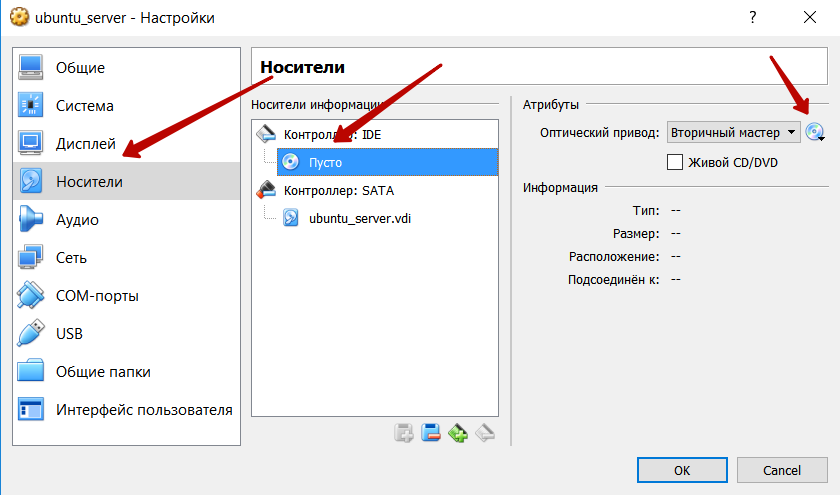 ubuntu_server - Настройки
Общие
Система
Дисплей
Носители
Аудио
Сеть
COM-порты
USB
Общие папки
Интерфейс пользователя
Носители
Носители информации
Контроллер: IDE
Пусто
Контроллер: SATA
ubuntu_server.vdi
Атрибуты
Оптический привод: Вторичный мастер
Живой CD/DVD
Информация
Тип: --
Размер: --
Расположение: --
Подсоединён к: --
OK Cancel